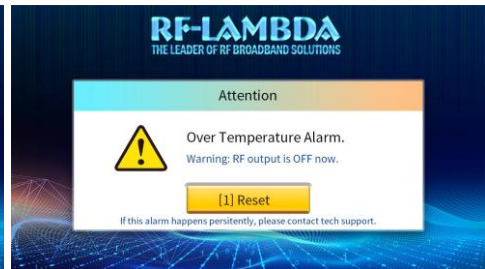 RF-LAMBDA
THE LEADER OF RF BROADBAND SOLUTIONS
Attention
Over Temperature Alarm.
Warning: RF output is OFF now.
[1] Reset
If this alarm happens persitently, please contact tech support.